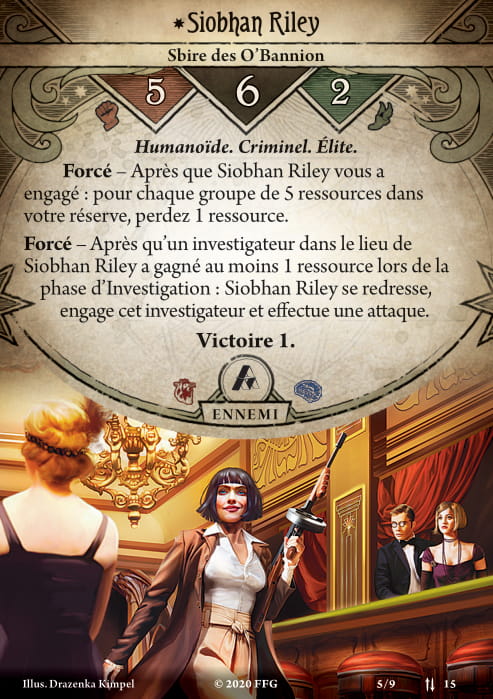 *Siobhan Riley
Sbire des O'Bannion
5 6 2
Humanoïde. Criminel. Élite.
Forcé – Après que Siobhan Riley vous a
engagé : pour chaque groupe de 5 ressources dans
votre réserve, perdez 1 ressource.
Forcé – Après qu'un investigateur dans le lieu de
Siobhan Riley a gagné au moins 1 ressource lors de la
phase d'Investigation : Siobhan Riley se redresse,
engage cet investigateur et effectue une attaque.
Victoire 1.
ENNEMI
Illus. Drazenka Kimpel © 2020 FFG 5/9 15